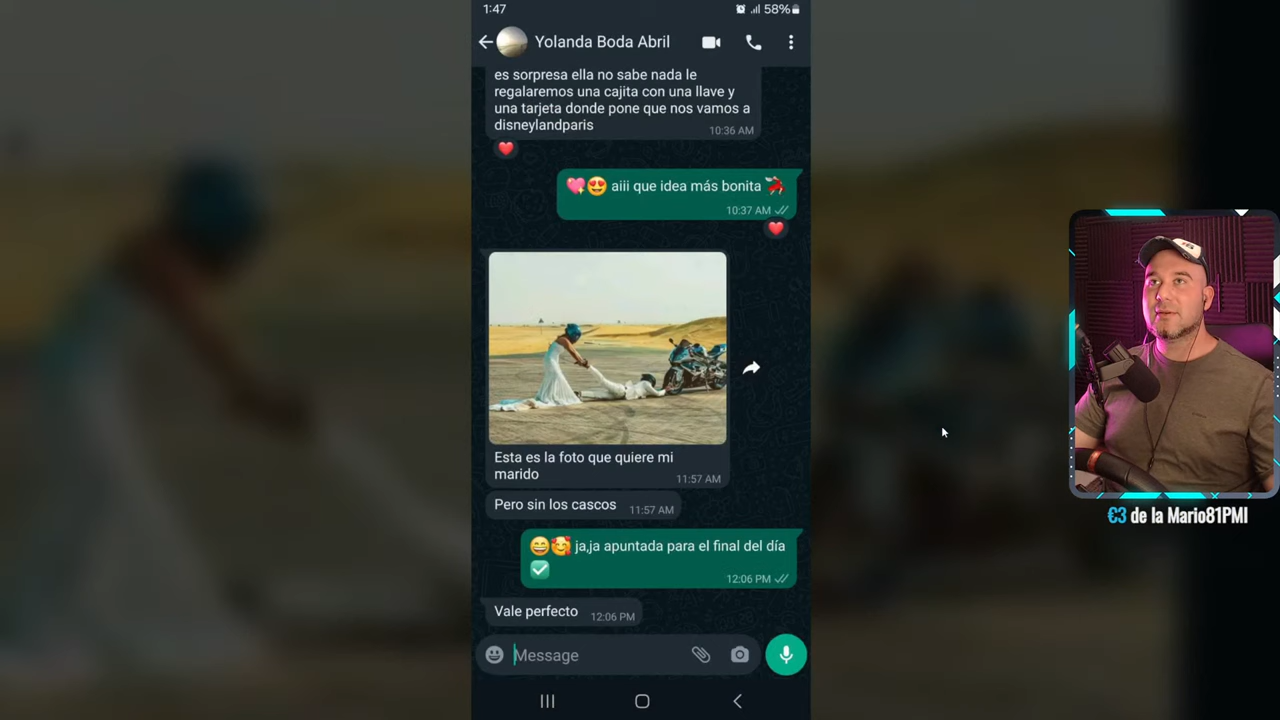 1:47
58%
Yolanda Boda Abril
es sorpresa ella no sabe nada le
regalaremos una cajita con una llave y
una tarjeta donde pone que nos vamos a
disneylandparis
10:36 AM
aiii que idea más bonita
10:37 AM
Esta es la foto que quiere mi
marido
11:57 AM
Pero sin los cascos
11:57 AM
ja,ja apuntada para el final del día
12:06 PM
Vale perfecto
12:06 PM
Message
€3 de la Mario81PMI